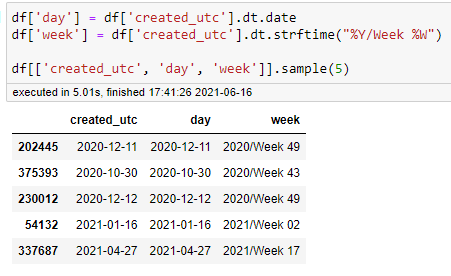 df['day'] = df['created_utc'].dt.date
df['week'] = df['created_utc'].dt.strftime("%Y/Week %W")
df[['created_utc', 'day', 'week']].sample(5)
executed in 5.01s, finished 17:41:26 2021-06-16
created_utc day week
202445 2020-12-11 2020-12-11 2020/Week 49
375393 2020-10-30 2020-10-30 2020/Week 43
230012 2020-12-12 2020-12-12 2020/Week 49
54132 2021-01-16 2021-01-16 2021/Week 02
337687 2021-04-27 2021-04-27 2021/Week 17